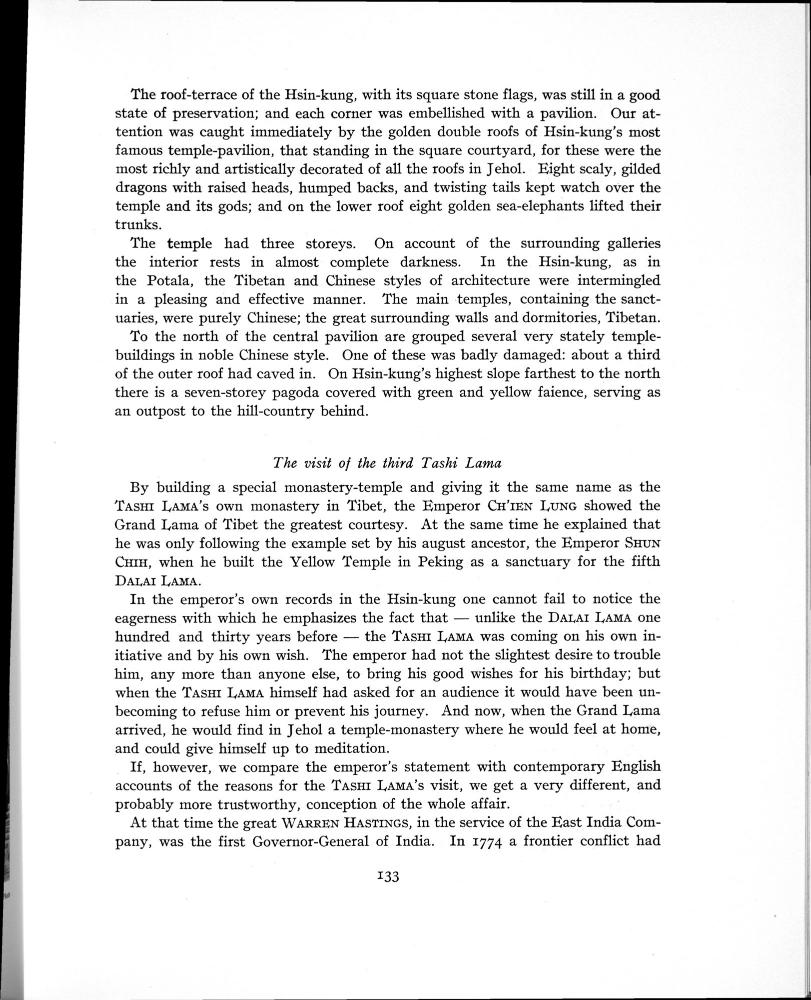 The roof-terrace of the Hsin-kung, with its square stone flags, was still in a good
state of preservation; and each corner was embellished with a pavilion. Our at-
tention was caught immediately by the golden double roofs of Hsin-kung's most
famous temple-pavilion, that standing in the square courtyard, for these were the
most richly and artistically decorated of all the roofs in Jehol. Eight scaly, gilded
dragons with raised heads, humped backs, and twisting tails kept watch over the
temple and its gods; and on the lower roof eight golden sea-elephants lifted their
trunks.
The temple had three storeys. On account of the surrounding galleries
the interior rests in almost complete darkness. In the Hsin-kung, as in
the Potala, the Tibetan and Chinese styles of architecture were intermingled
in a pleasing and effective manner. The main temples, containing the sanct-
uaries, were purely Chinese; the great surrounding walls and dormitories, Tibetan.
To the north of the central pavilion are grouped several very stately temple-
buildings in noble Chinese style. One of these was badly damaged: about a third
of the outer roof had caved in. On Hsin-kung's highest slope farthest to the north
there is a seven-storey pagoda covered with green and yellow faience, serving as
an outpost to the hill-country behind.
The visit of the third Tashi Lama
By building a special monastery-temple and giving it the same name as the
TASHI LAMA's own monastery in Tibet, the Emperor CH'IEN LUNG showed the
Grand Lama of Tibet the greatest courtesy. At the same time he explained that
he was only following the example set by his august ancestor, the Emperor SHUN
CHIH, when he built the Yellow Temple in Peking as a sanctuary for the fifth
DALAI LAMA.
In the emperor's own records in the Hsin-kung one cannot fail to notice the
eagerness with which he emphasizes the fact that — unlike the DALAI LAMA one
hundred and thirty years before — the TASHI LAMA was coming on his own in-
itiative and by his own wish. The emperor had not the slightest desire to trouble
him, any more than anyone else, to bring his good wishes for his birthday; but
when the TASHI LAMA himself had asked for an audience it would have been un-
becoming to refuse him or prevent his journey. And now, when the Grand Lama
arrived, he would find in Jehol a temple-monastery where he would feel at home,
and could give himself up to meditation.
If, however, we compare the emperor's statement with contemporary English
accounts of the reasons for the TASHI LAMA's visit, we get a very different, and
probably more trustworthy, conception of the whole affair.
At that time the great WARREN HASTINGS, in the service of the East India Com-
pany, was the first Governor-General of India. In 1774 a frontier conflict had
133